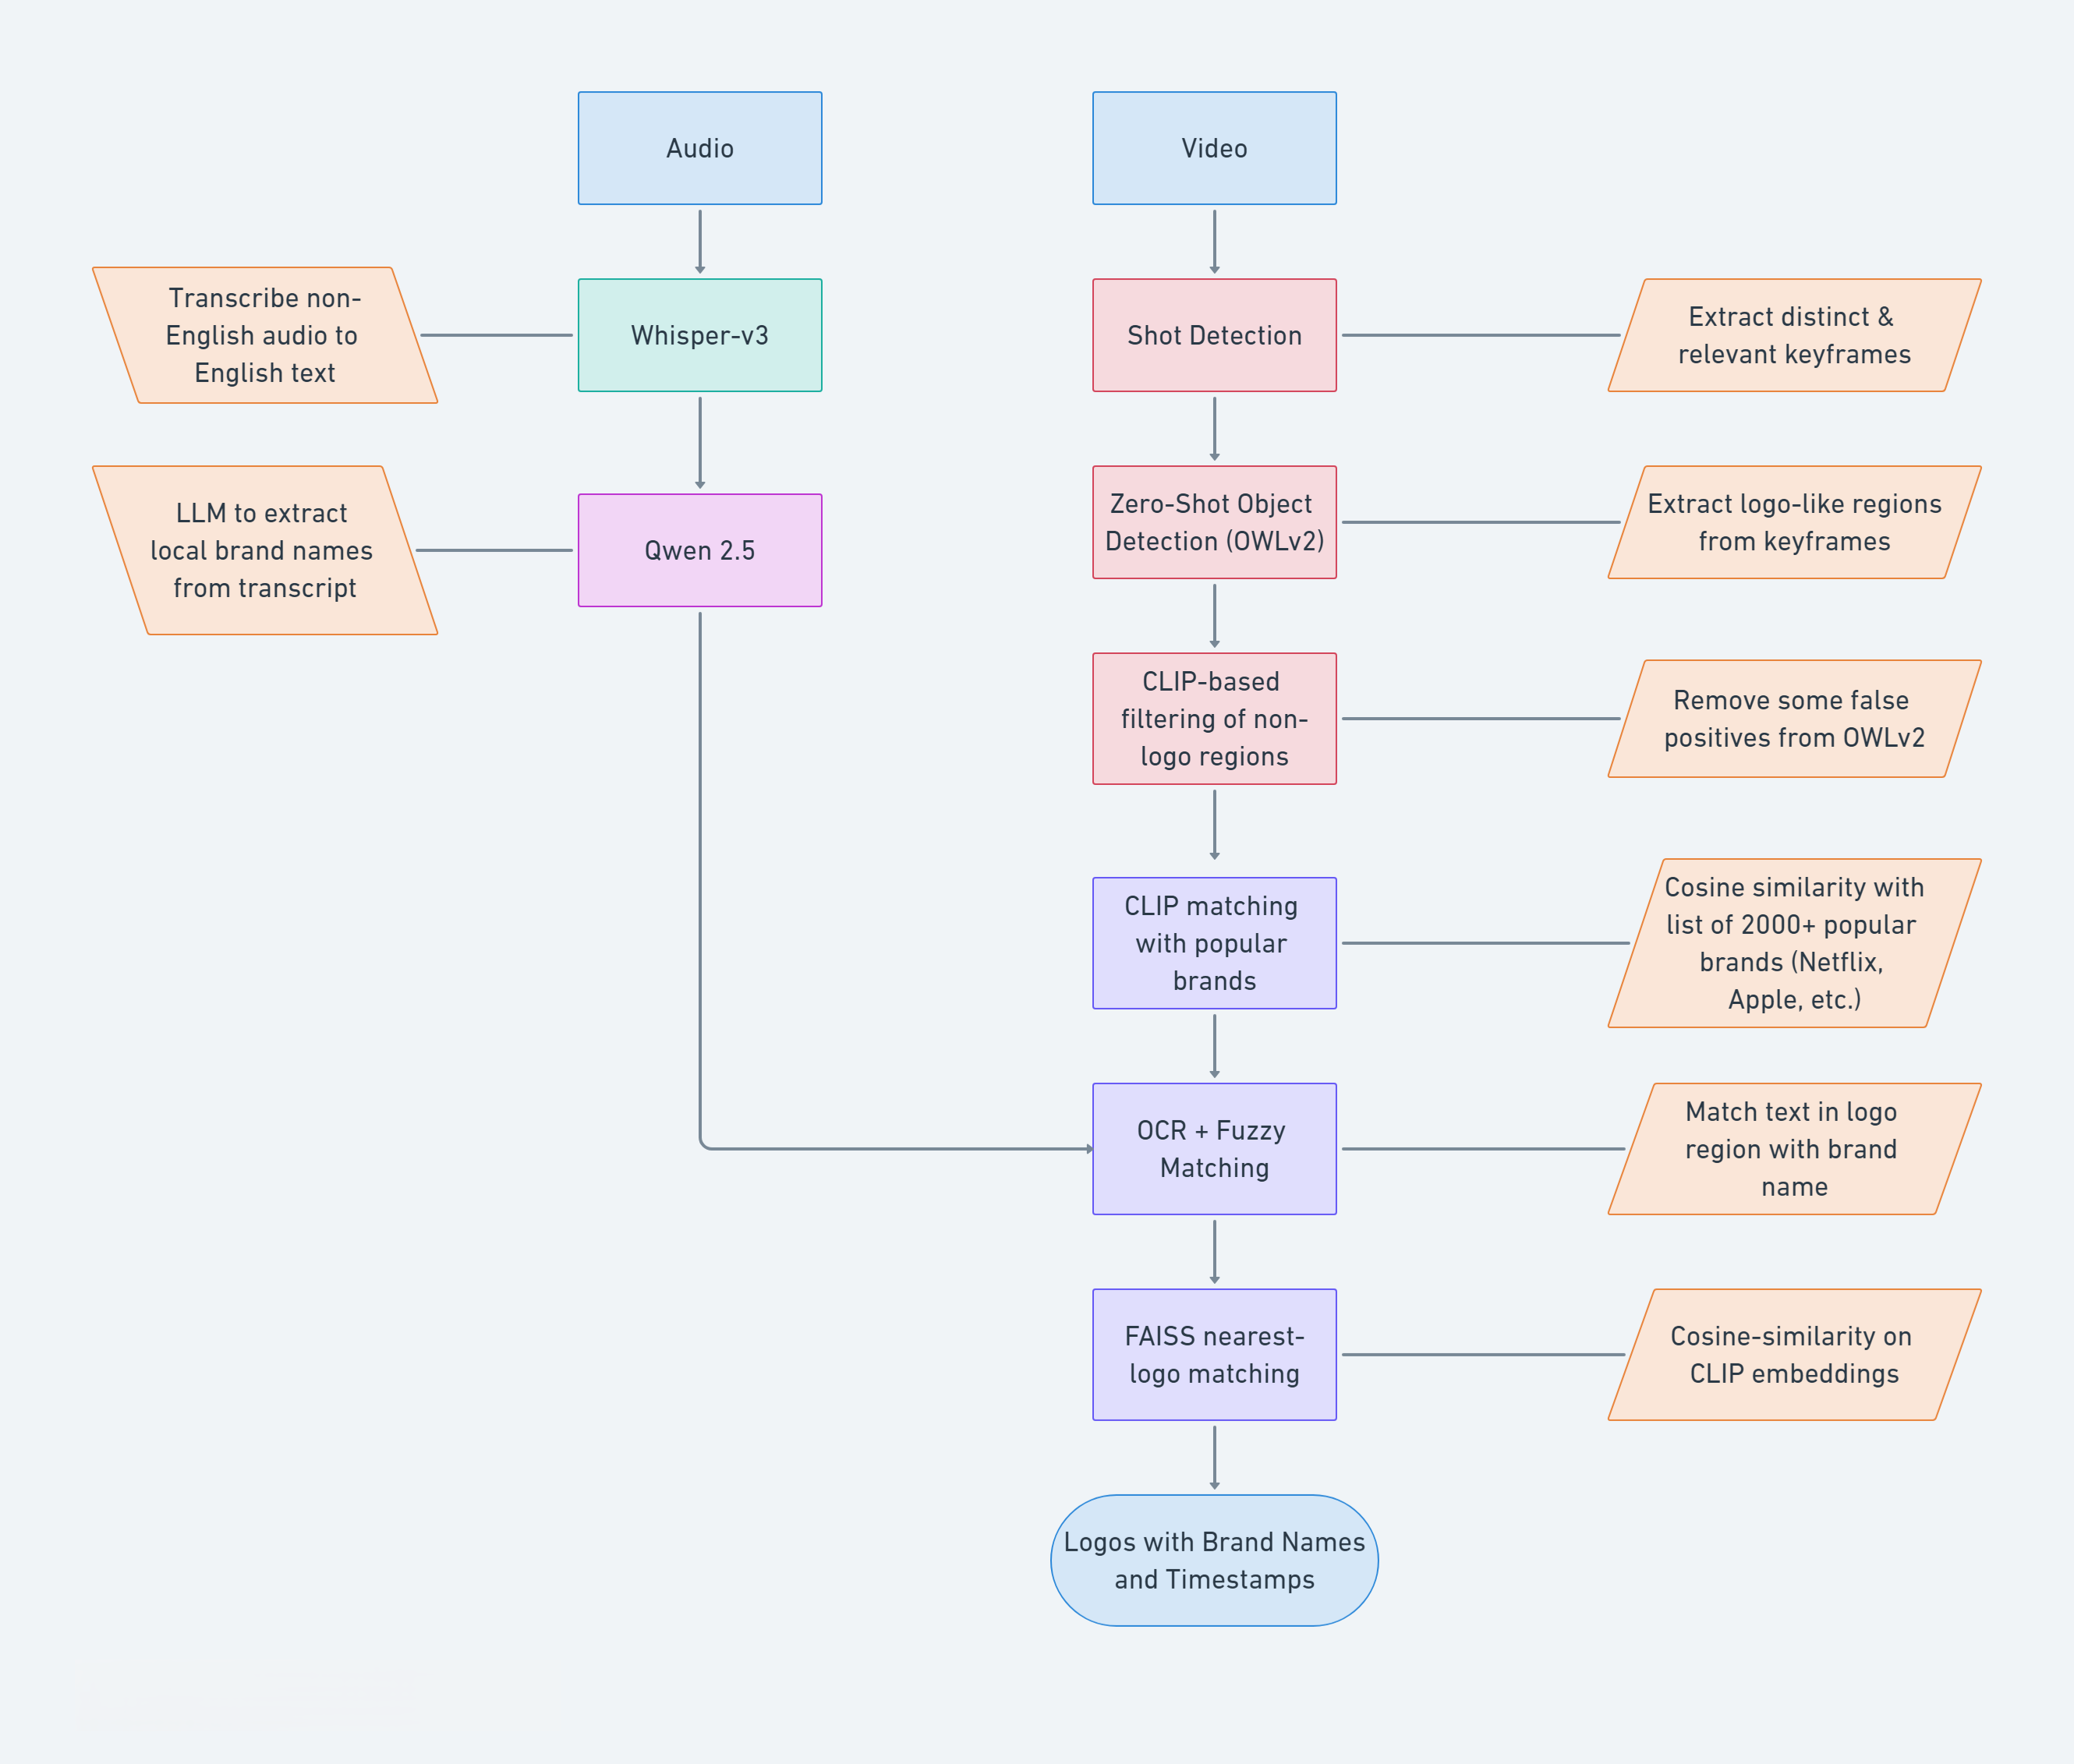 Audio
Video
Transcribe non-
English audio to
English text
Whisper-v3
Shot Detection
Extract distinct &
relevant keyframes
LLM to extract
local brand names
from transcript
Qwen 2.5
Zero-Shot Object
Detection (OWLv2)
Extract logo-like regions
from keyframes
CLIP-based
filtering of non-
logo regions
Remove some false
positives from OWLv2
CLIP matching
with popular
brands
Cosine similarity with
list of 2000+ popular
brands (Netflix,
Apple, etc.)
OCR + Fuzzy
Matching
Match text in logo
region with brand
name
FAISS nearest-
logo matching
Cosine-similarity on
CLIP embeddings
Logos with Brand Names
and Timestamps